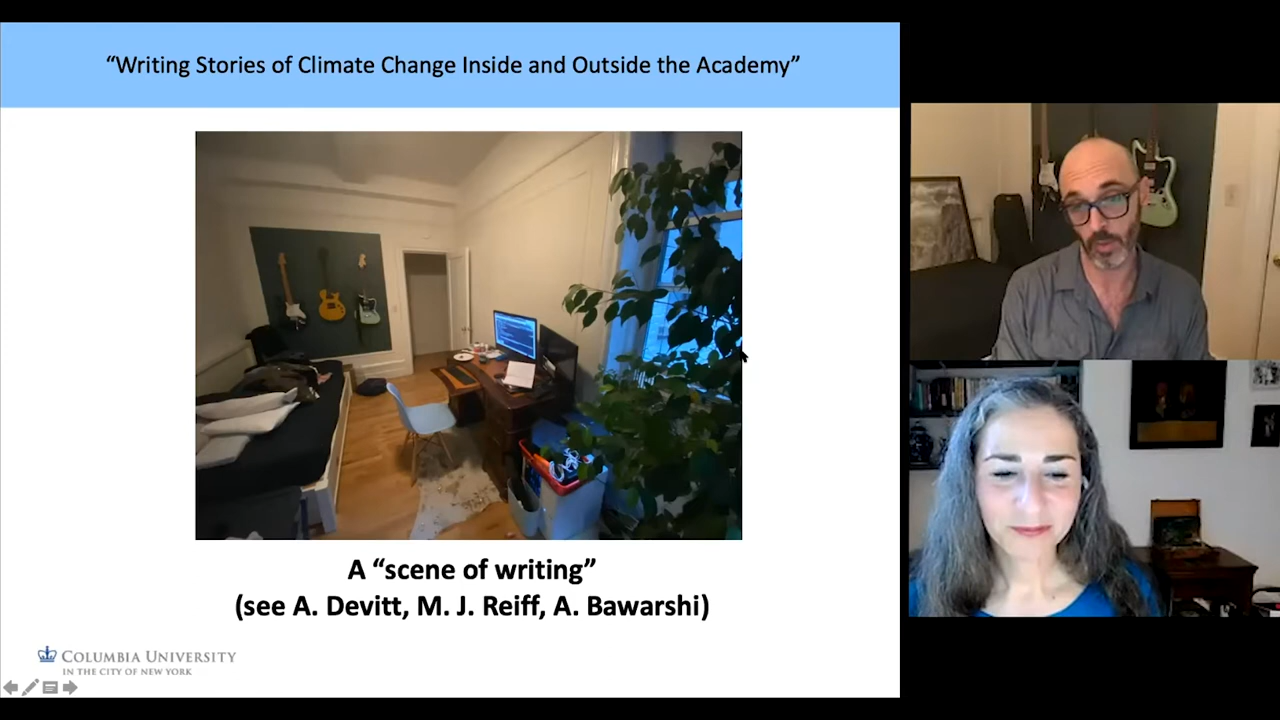 “Writing Stories of Climate Change Inside and Outside the Academy”
A “scene of writing”
(see A. Devitt, M. J. Reiff, A. Bawarshi)
COLUMBIA UNIVERSITY
IN THE CITY OF NEW YORK